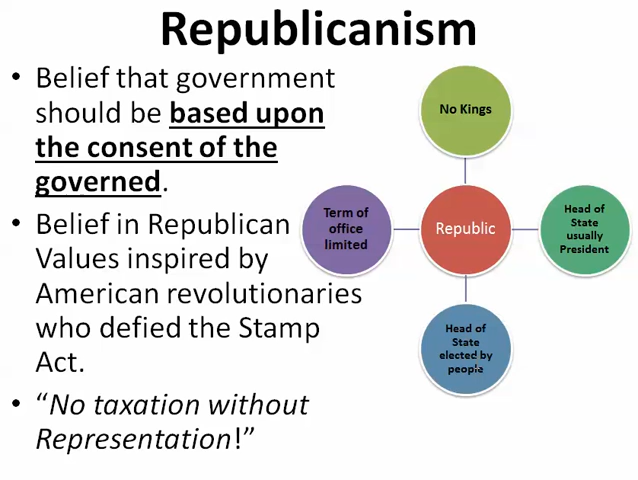 Republicanism
• Belief that government
should be based upon
the consent of the
governed.
• Belief in Republican
Values inspired by
American revolutionaries
who defied the Stamp
Act.
• “No taxation without
Representation!”
No Kings
Term of
office
limited
Republic
Head of
State
usually
President
Head of
State
elected by
people